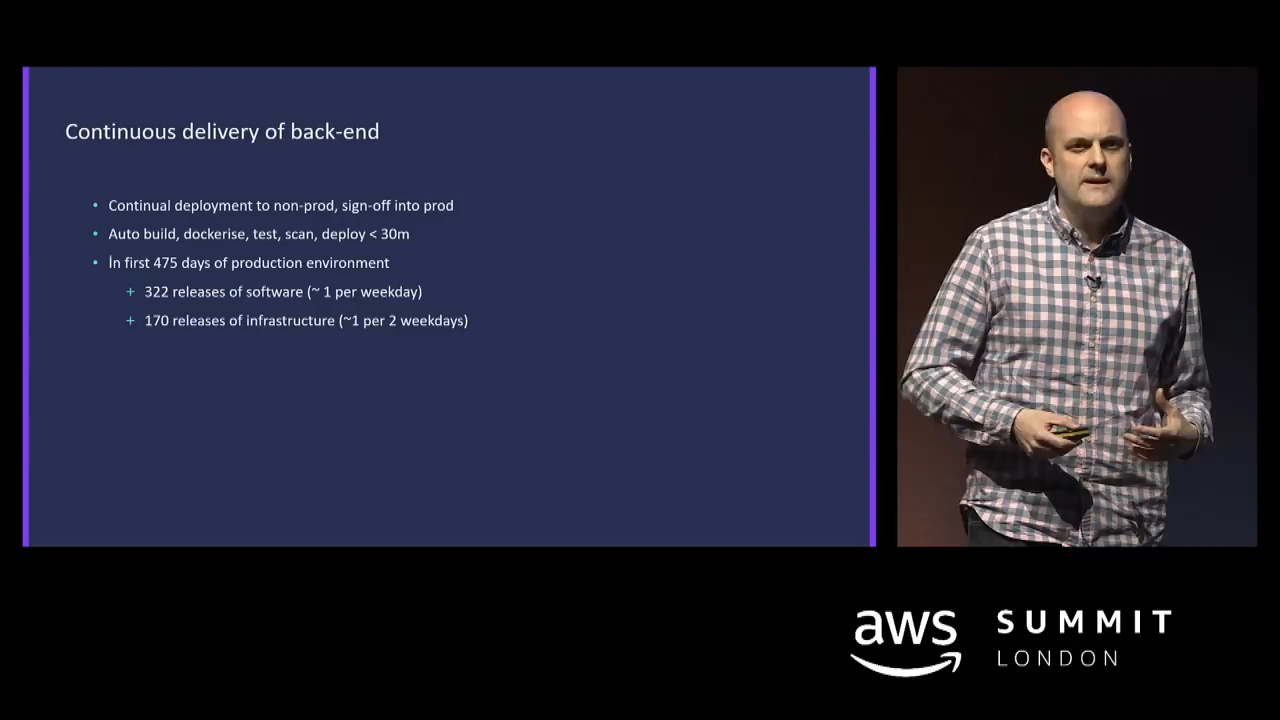 Continuous delivery of back-end
• Continual deployment to non-prod, sign-off into prod
• Auto build, dockerise, test, scan, deploy < 30m
• In first 475 days of production environment
+ 322 releases of software (~ 1 per weekday)
+ 170 releases of infrastructure (~1 per 2 weekdays)
aws
SUMMIT
LONDON